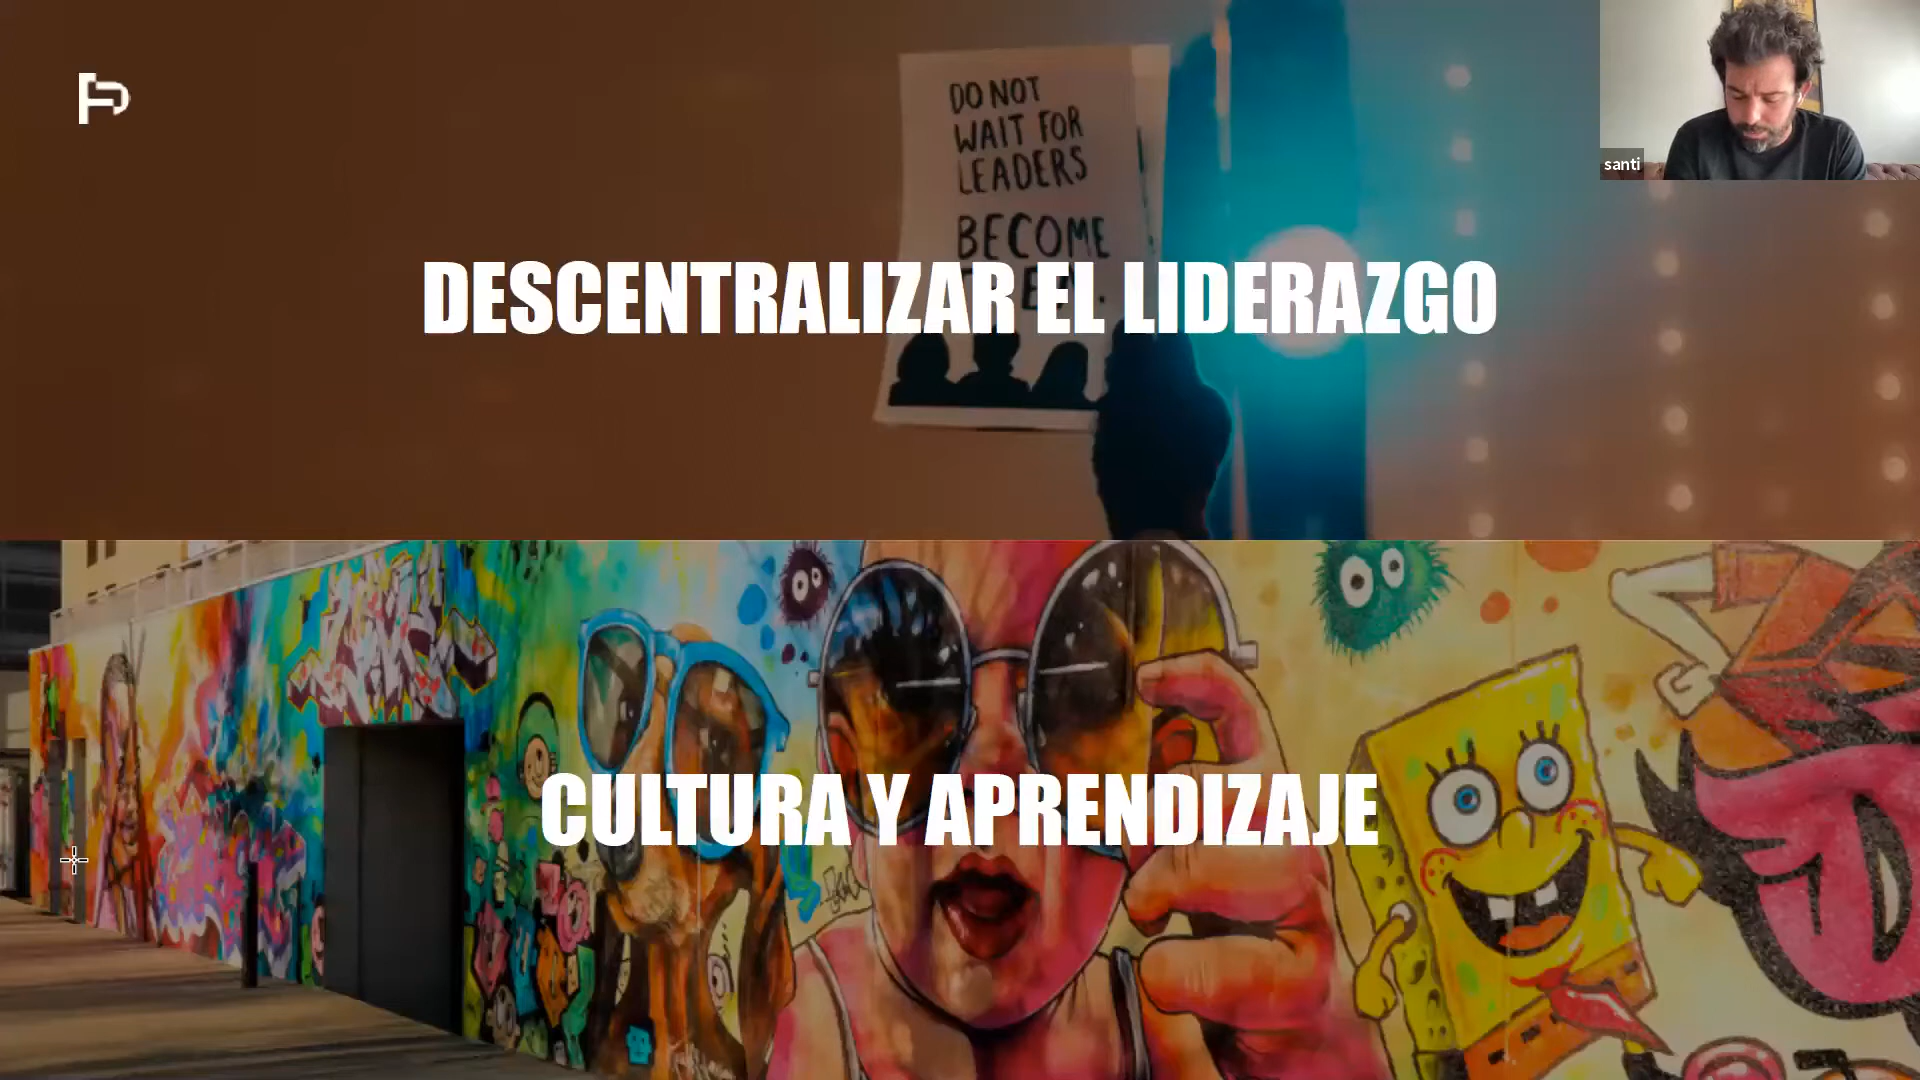 DO NOT
WAIT FOR
LEADERS
BECOME
DESCENTRALIZAR EL LIDERAZGO
santi
CULTURA Y APRENDIZAJE